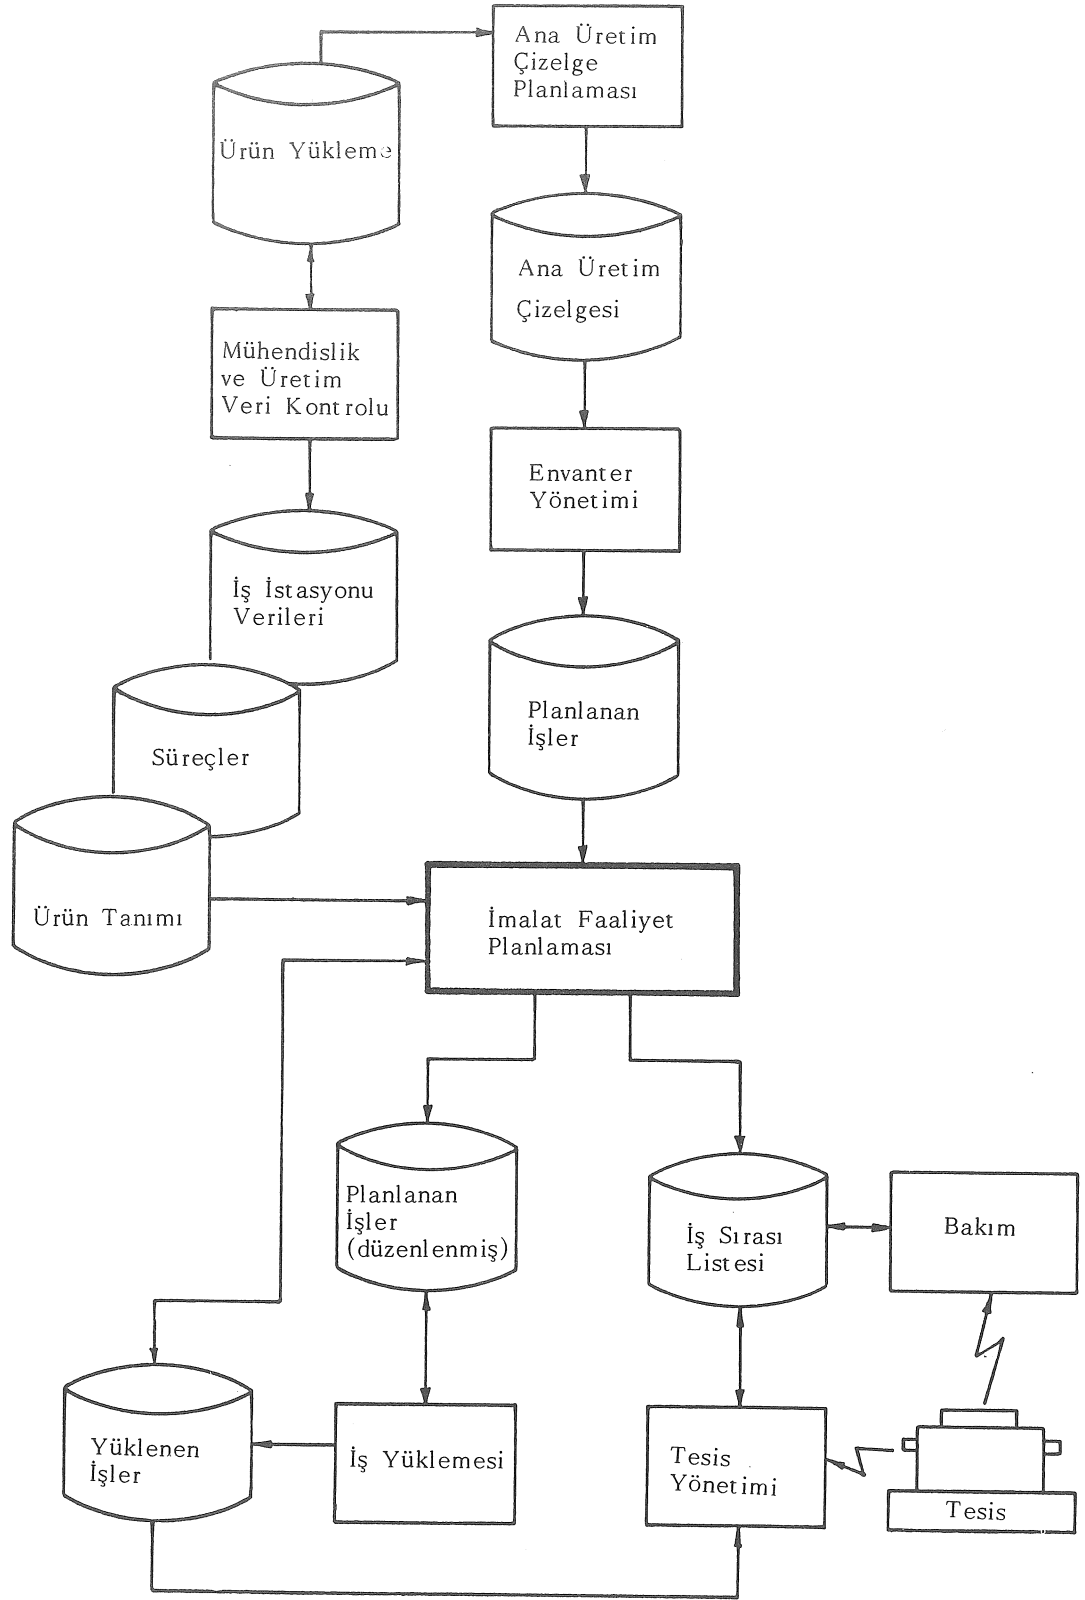 Ana Üretim
Çizelge
Planlaması
Ürün Yükleme
Ana Üretim
Çizelgesi
Mühendislik
ve Üretim
Veri Kontrolu
Envanter
Yönetimi
İş İstasyonu
Verileri
Planlanan
İşler
Süreçler
Ürün Tanımı
İmalat Faaliyet
Planlaması
Planlanan
İşler
(düzenlenmiş)
İş Sırası
Listesi
Bakım
Yüklenen
İşler
İş Yüklemesi
Tesis
Yönetimi
Tesis